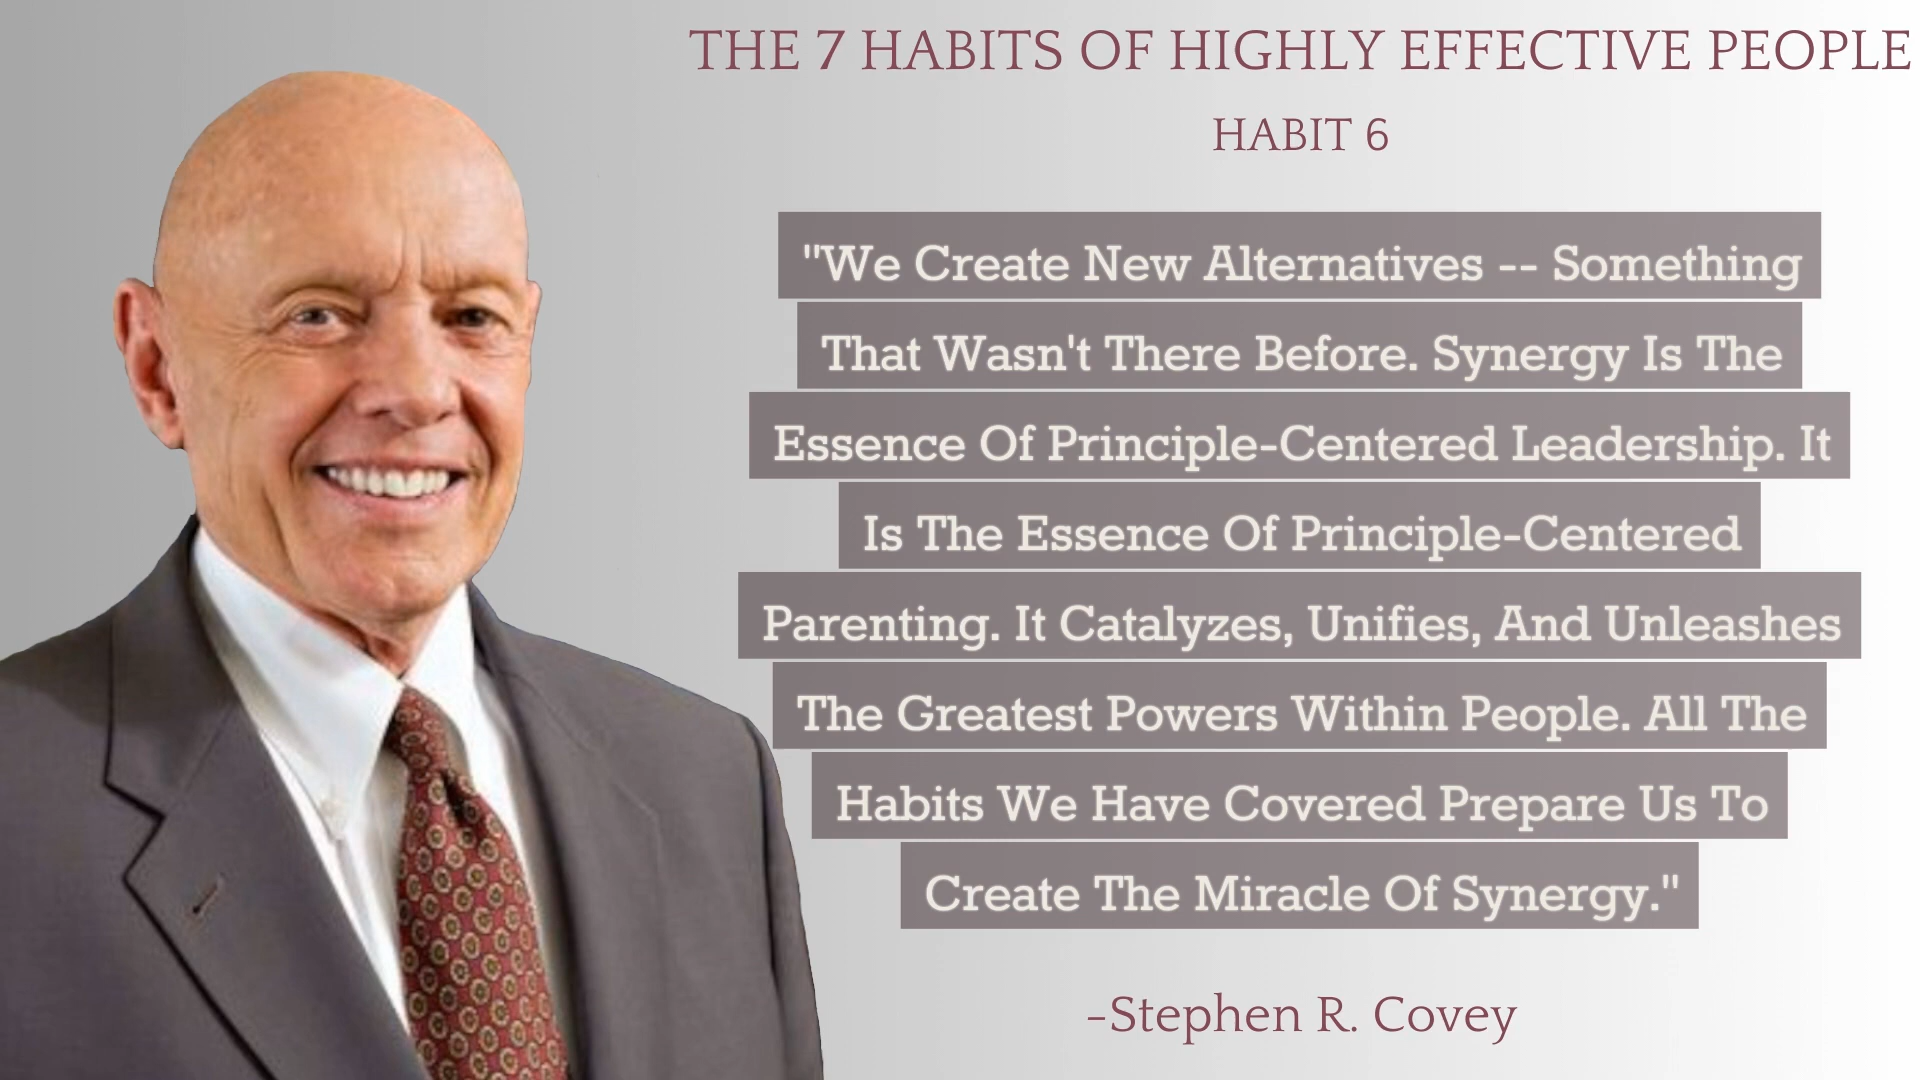 THE 7 HABITS OF HIGHLY EFFECTIVE PEOPLE
HABIT 6
"We Create New Alternatives -- Something
That Wasn't There Before. Synergy Is The
Essence Of Principle-Centered Leadership. It
Is The Essence Of Principle-Centered
Parenting. It Catalyzes, Unifies, And Unleashes
The Greatest Powers Within People. All The
Habits We Have Covered Prepare Us To
Create The Miracle Of Synergy."
-Stephen R. Covey